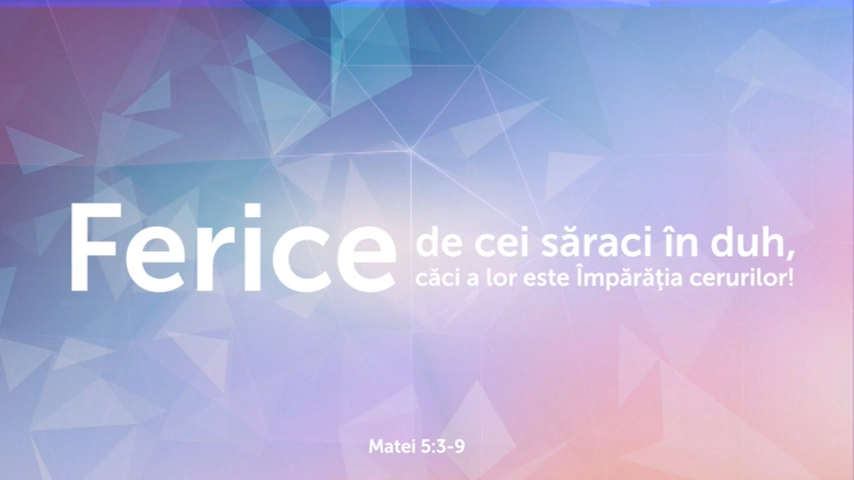 Ferice de cei săraci în duh,
căci a lor este Împărăţia cerurilor!
Matei 5:3-9